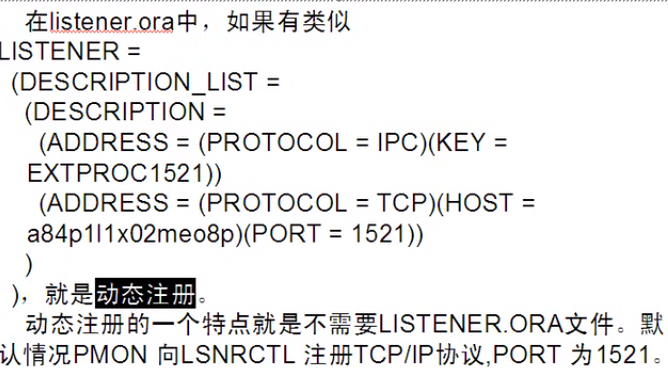 在listener.ora中，如果有类似
LISTENER =
(DESCRIPTION_LIST =
(DESCRIPTION =
(ADDRESS = (PROTOCOL = IPC)(KEY =
EXTPROC1521))
(ADDRESS = (PROTOCOL = TCP)(HOST =
a84p1l1x02meo8p)(PORT = 1521))
)
)，就是动态注册。
动态注册的一个特点就是不需要LISTENER.ORA文件。默
认情况PMON 向LSNRCTL 注册TCP/IP协议,PORT 为1521。